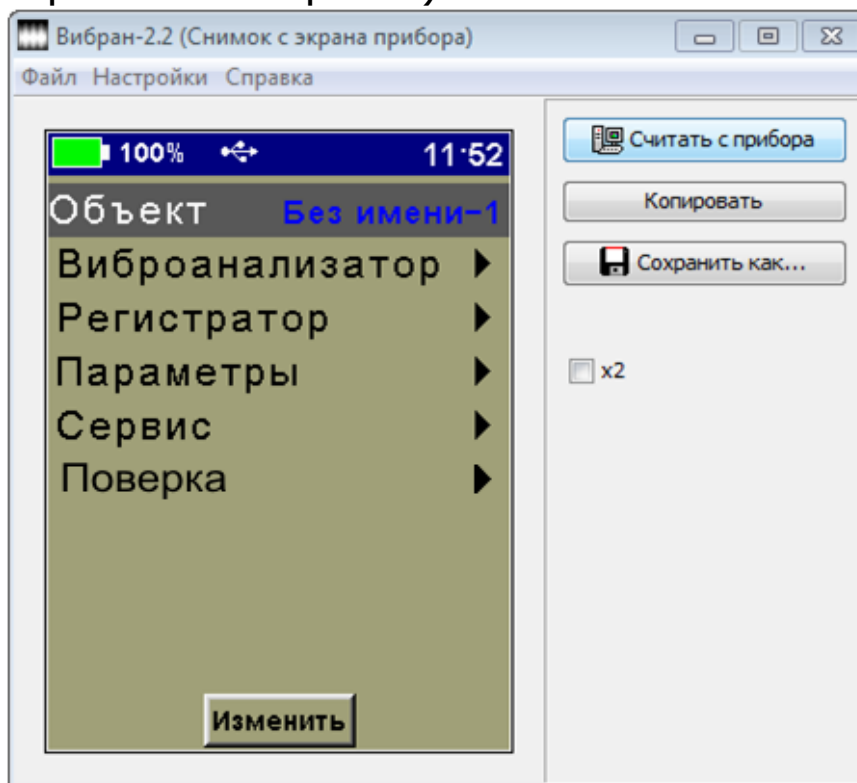 Вибран-2.2 (Снимок с экрана прибора)
Файл Настройки Справка
100% 11:52
Объект Без имени-1
Виброанализатор
Регистратор
Параметры
Сервис
Поверка
Изменить
Считать с прибора
Копировать
Сохранить как...
x2